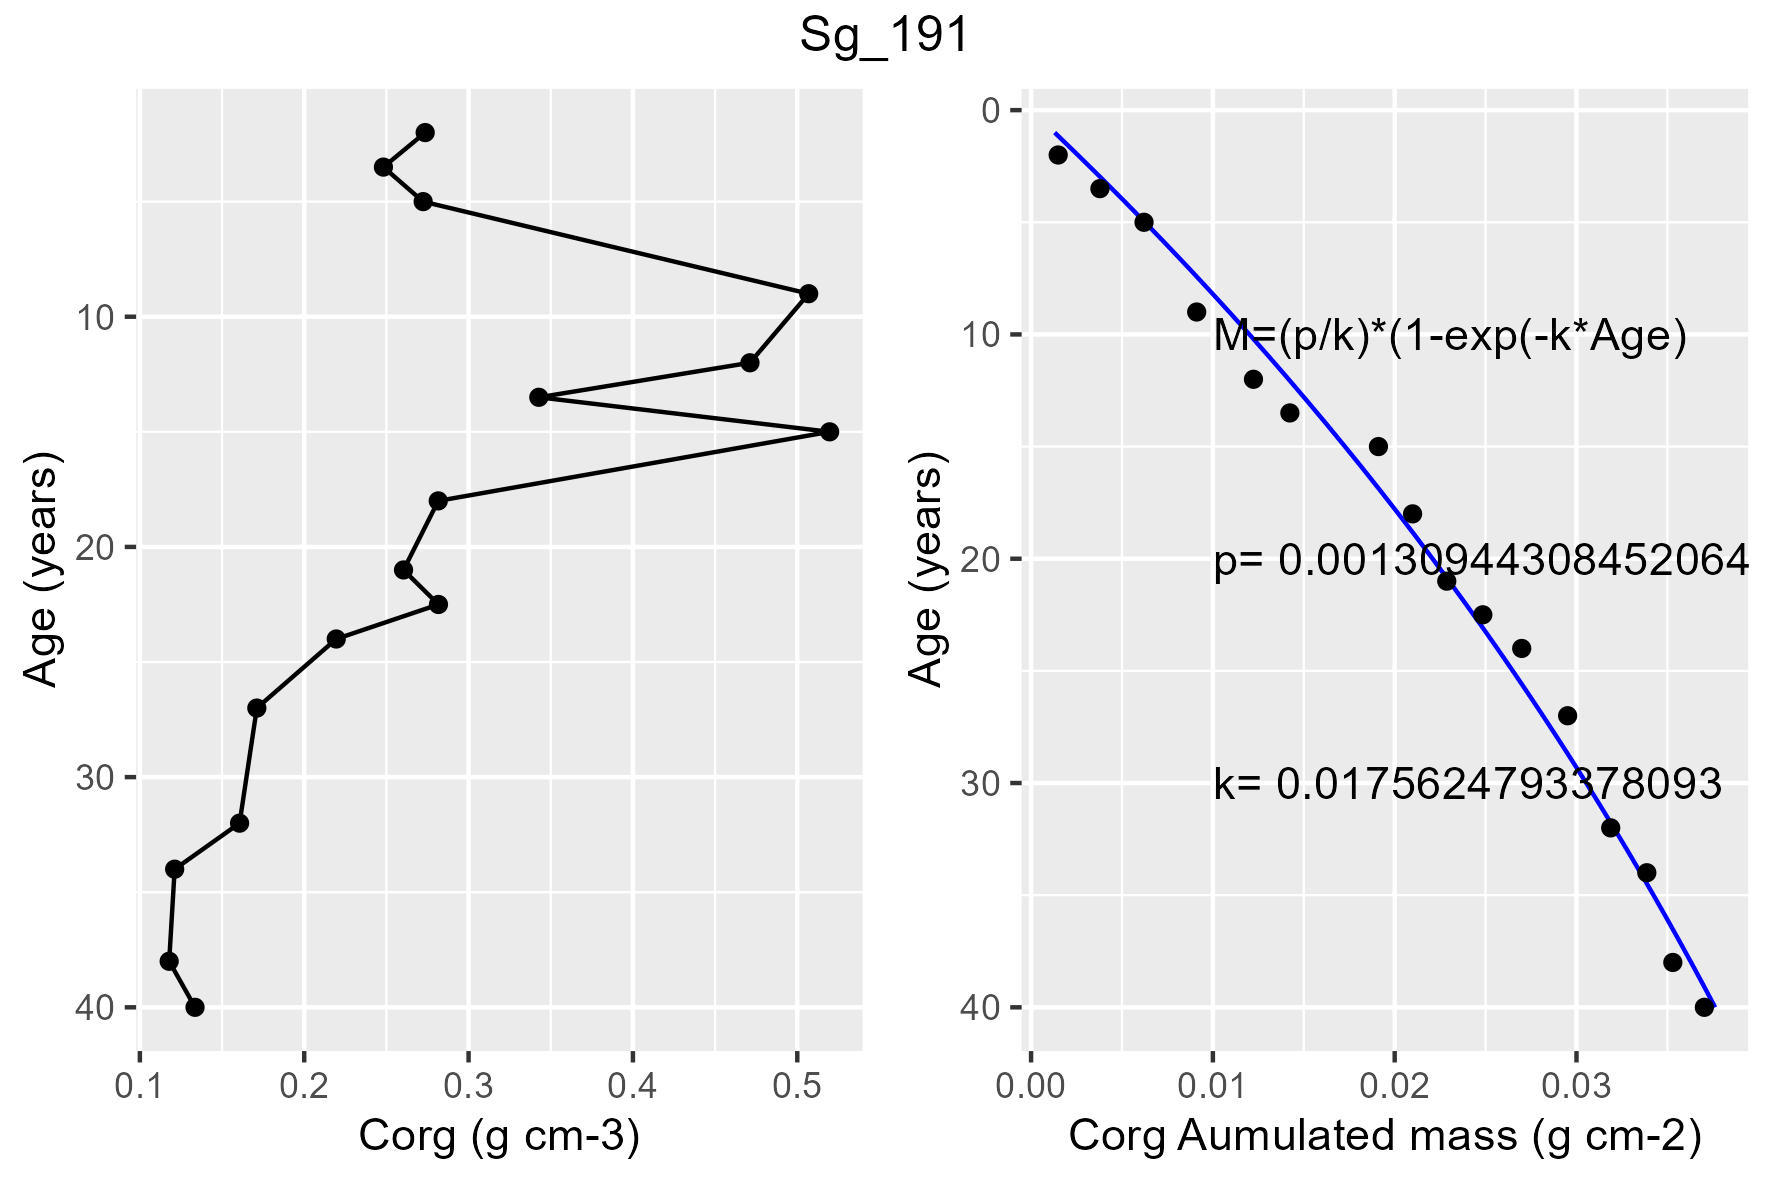 Sg_191
Age (years)
10
20
30
40
0.1 0.2 0.3 0.4 0.5
Corg (g cm-3)
Age (years)
0
10
20
30
40
M=(p/k)*(1-exp(-k*Age)
p= 0.00130944308452064
k= 0.0175624793378093
0.00 0.01 0.02 0.03
Corg Aumulated mass (g cm-2)